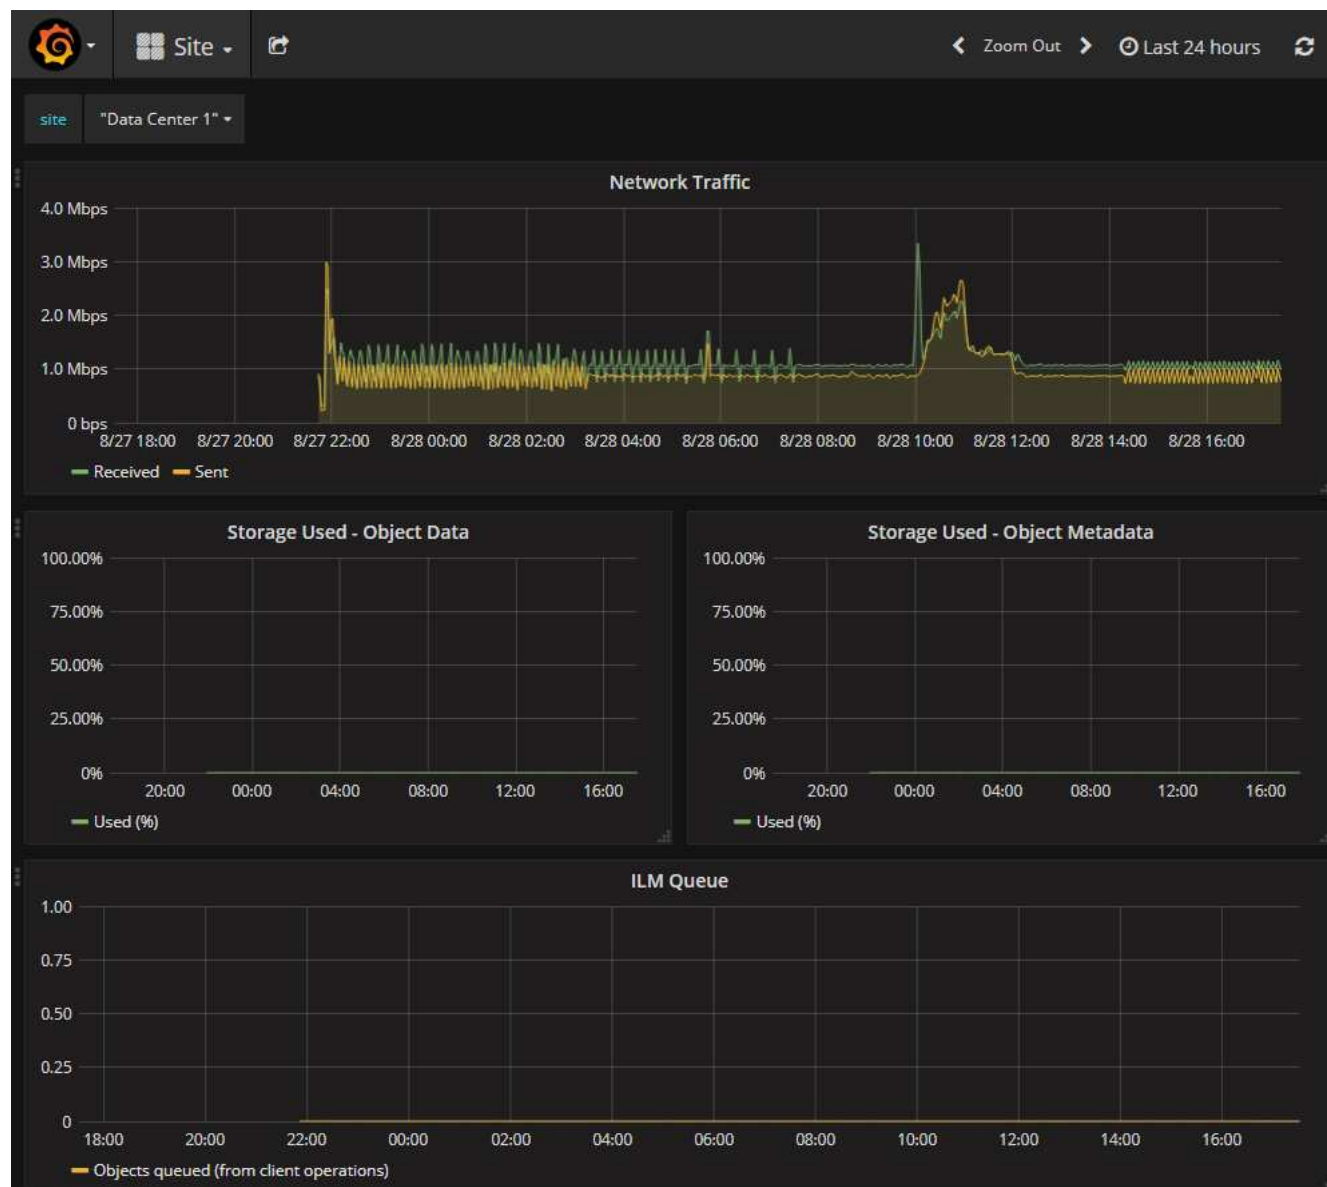 Site Zoom Out Last 24 hours
site "Data Center 1"
Network Traffic
4.0 Mbps
3.0 Mbps
2.0 Mbps
1.0 Mbps
0 bps
8/27 18:00 8/27 20:00 8/27 22:00 8/28 00:00 8/28 02:00 8/28 04:00 8/28 06:00 8/28 08:00 8/28 10:00 8/28 12:00 8/28 14:00 8/28 16:00
Received Sent
Storage Used - Object Data
100.00%
75.00%
50.00%
25.00%
0%
20:00 00:00 04:00 08:00 12:00 16:00
Used (%)
Storage Used - Object Metadata
100.00%
75.00%
50.00%
25.00%
0%
20:00 00:00 04:00 08:00 12:00 16:00
Used (%)
ILM Queue
1.00
0.75
0.50
0.25
0
18:00 20:00 22:00 00:00 02:00 04:00 06:00 08:00 10:00 12:00 14:00 16:00
Objects queued (from client operations)